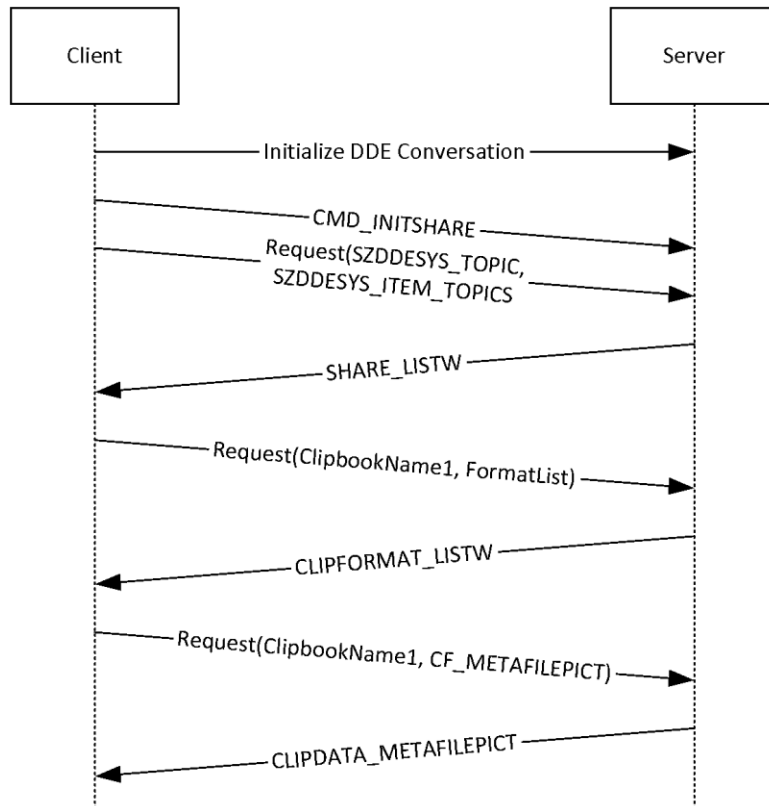 Client
Server
Initialize DDE Conversation
CMD_INITSHARE
Request(SZDDESYS_TOPIC,
SZDDESYS_ITEM_TOPICS
SHARE_LISTW
Request(ClipbookName1, FormatList)
CLIPFORMAT_LISTW
Request(ClipbookName1, CF_METAFILEPICT)
CLIPDATA_METAFILEPICT